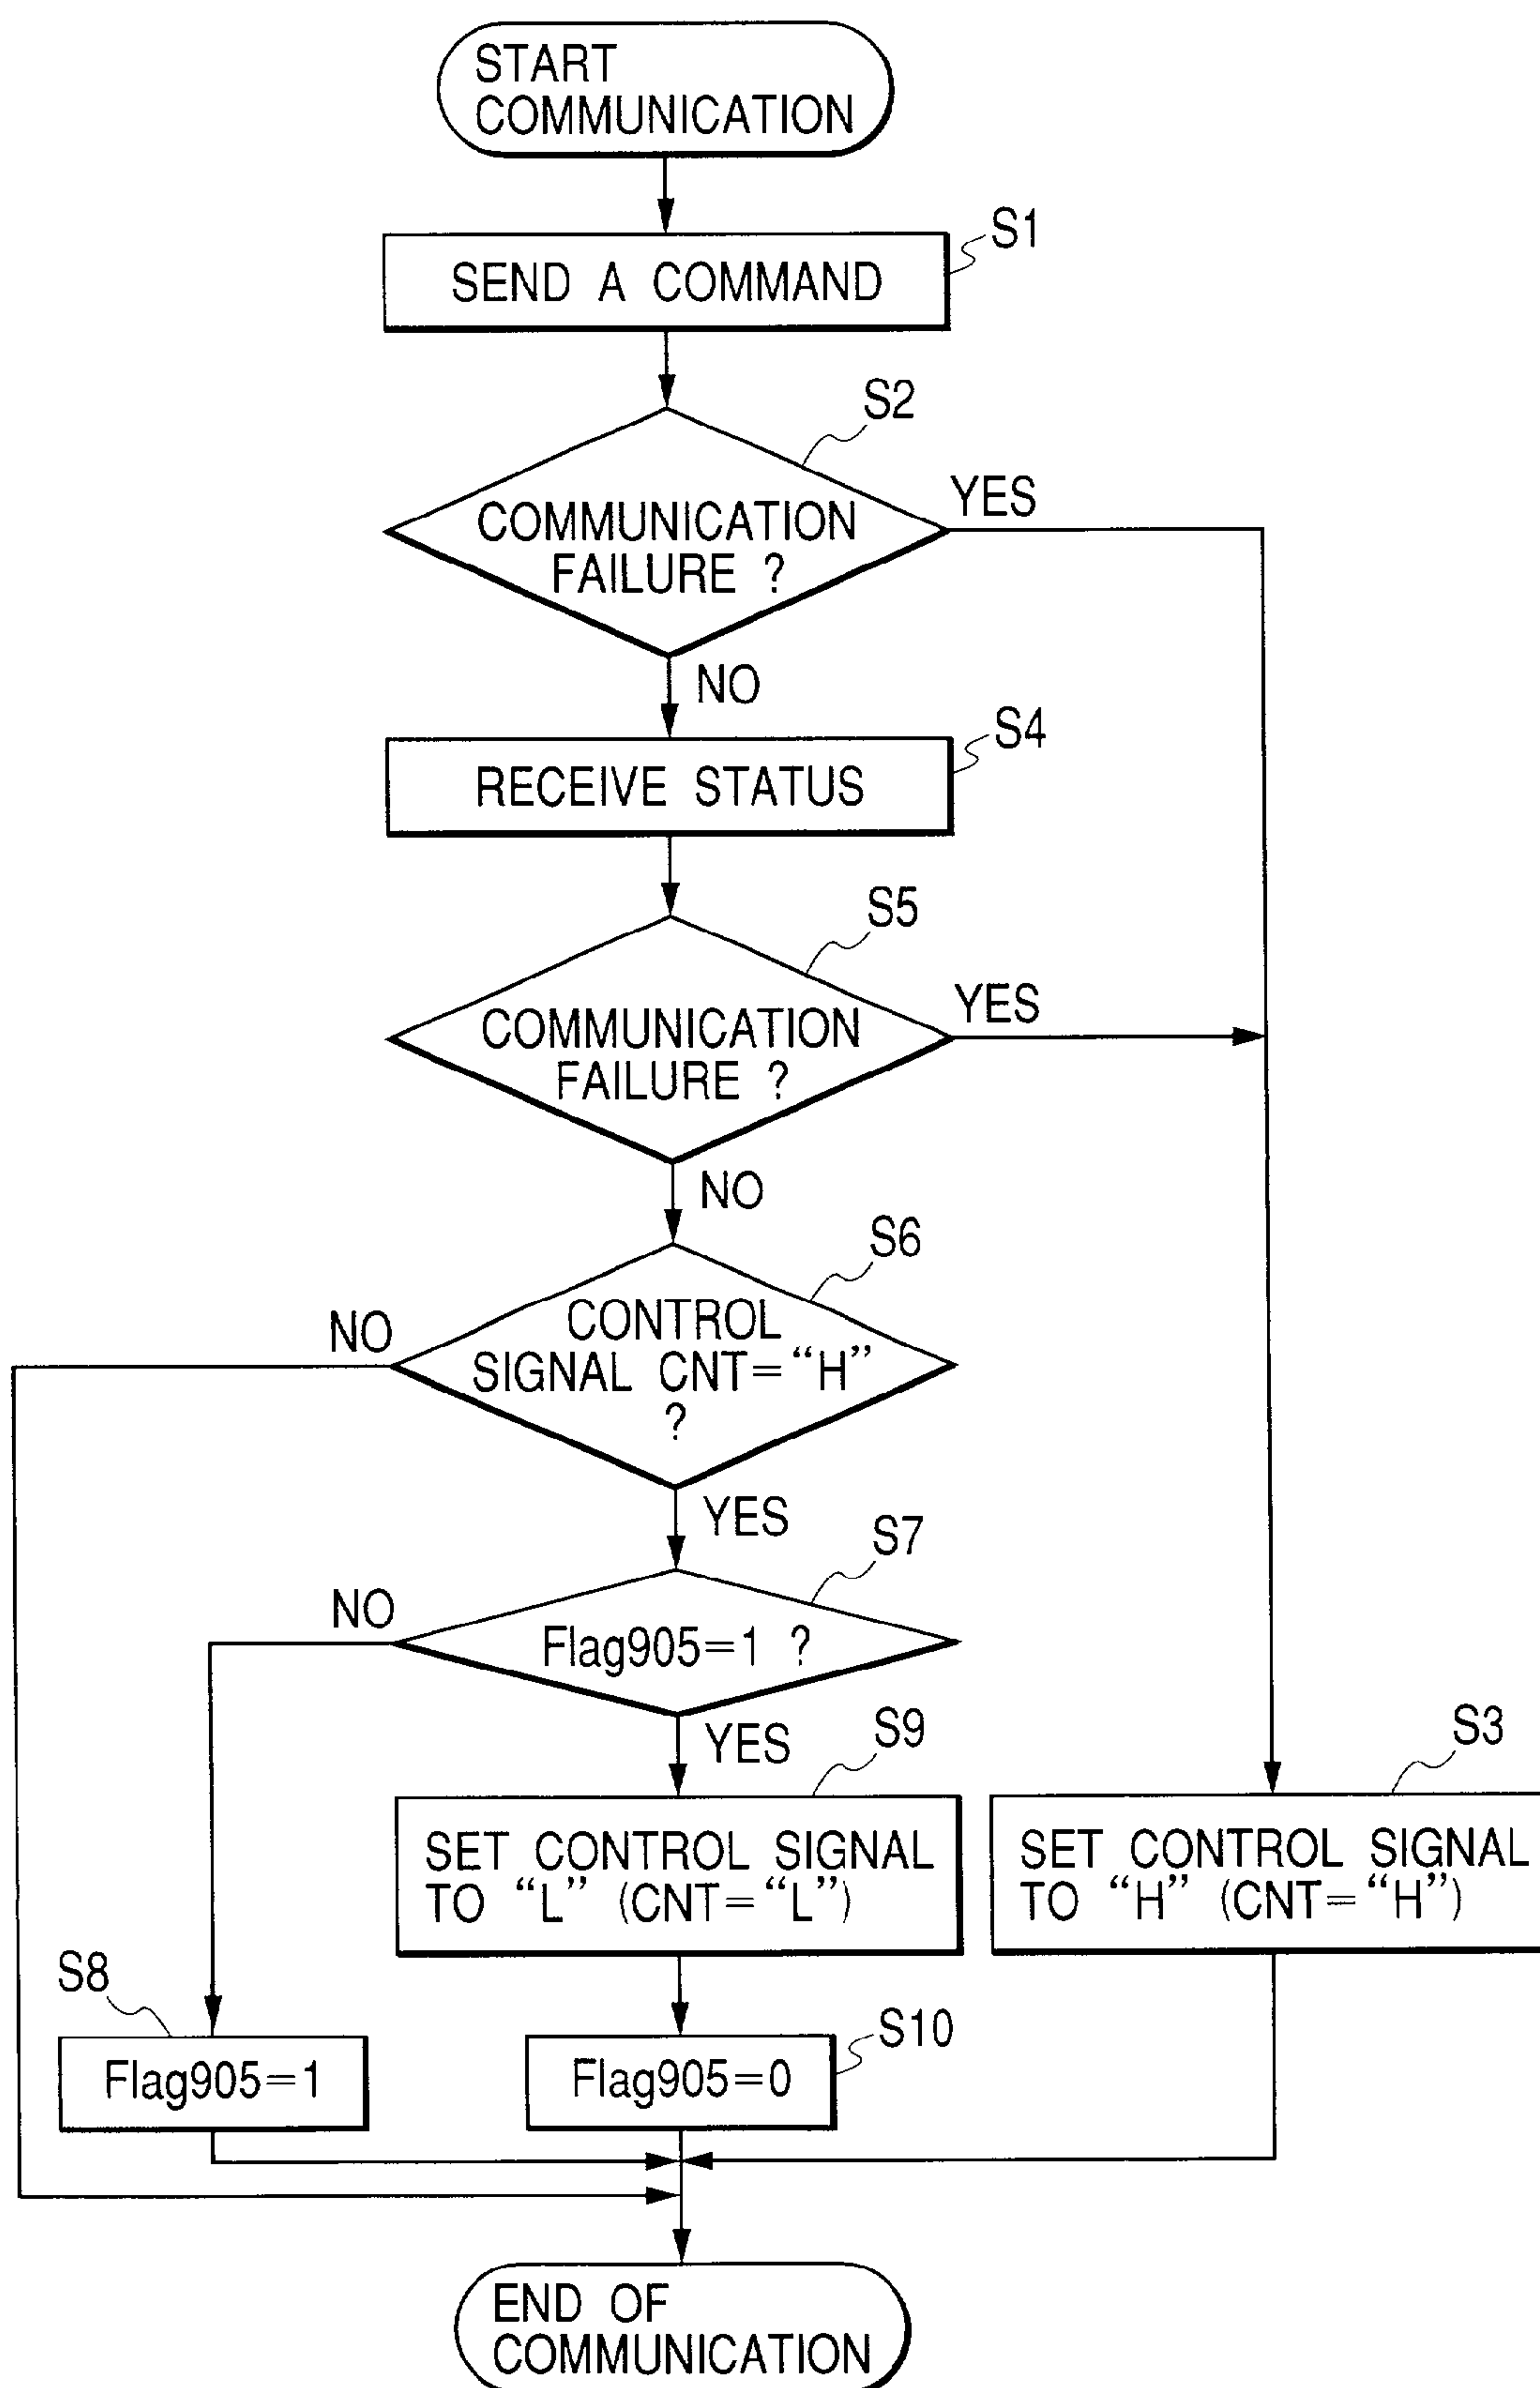 START
COMMUNICATION
S1
SEND A COMMAND
S2
COMMUNICATION
FAILURE ?
YES
NO
S4
RECEIVE STATUS
S5
COMMUNICATION
FAILURE ?
YES
NO
S6
CONTROL
SIGNAL CNT=“H”
?
NO
YES
S7
Flag905=1 ?
NO
YES
S9
SET CONTROL SIGNAL
TO “L” (CNT=“L”)
S3
SET CONTROL SIGNAL
TO “H” (CNT=“H”)
S8
Flag905=1
S10
Flag905=0
END OF
COMMUNICATION